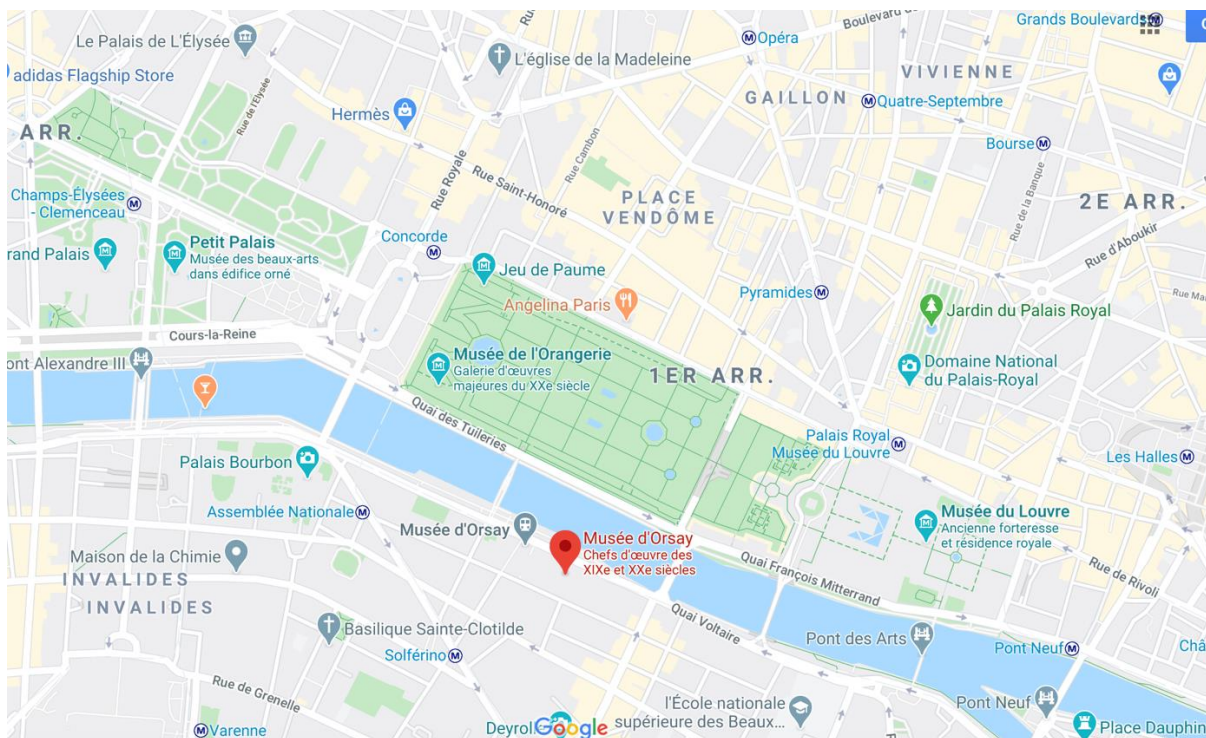 Grands Boulevards
Boulevard de
Ru
Opéra
Le Palais de L'Élysée
L'église de la Madeleine
adidas Flagship Store
VIVIENNE
GAILLON
Quatre-Septembre
Rue de l'Elysée
Hermès
ARR.
Bourse
Rue Royale
Rue Cambon
Rue Saint-Honoré
Rue de la Banque
Champs-Élysées
- Clemenceau
PLACE
VENDÔME
2E ARR.
Rue d'Aboukir
Concorde
rand Palais
Petit Palais
Musée des beaux-arts
dans édifice orné
Jeu de Paume
Pyramides
Rue Ma
Angelina Paris
Jardin du Palais Royal
Cours-la-Reine
ont Alexandre III
Musée de l'Orangerie
Galerie d'œuvres
majeures du XXe siècle
1ER ARR.
Domaine National
du Palais-Royal
Quai des Tuileries
Palais Royal
Musée du Louvre
Les Halles
Palais Bourbon
Assemblée Nationale
Musée d'Orsay
Musée d'Orsay
Chefs d'œuvre des
XIXe et XXe siècles
Musée du Louvre
Ancienne forteresse
et résidence royale
Maison de la Chimie
INVALIDES
INVALIDES
Quai François Mitterrand
Rue de Rivoli
Quai Voltaire
Basilique Sainte-Clotilde
Solférino
Pont des Arts
Pont Neuf
Châ
Rue de Grenelle
l'École nationale
supérieure des Beaux...
Pont Neuf
Varenne
Deyrol
Google
Place Dauphin